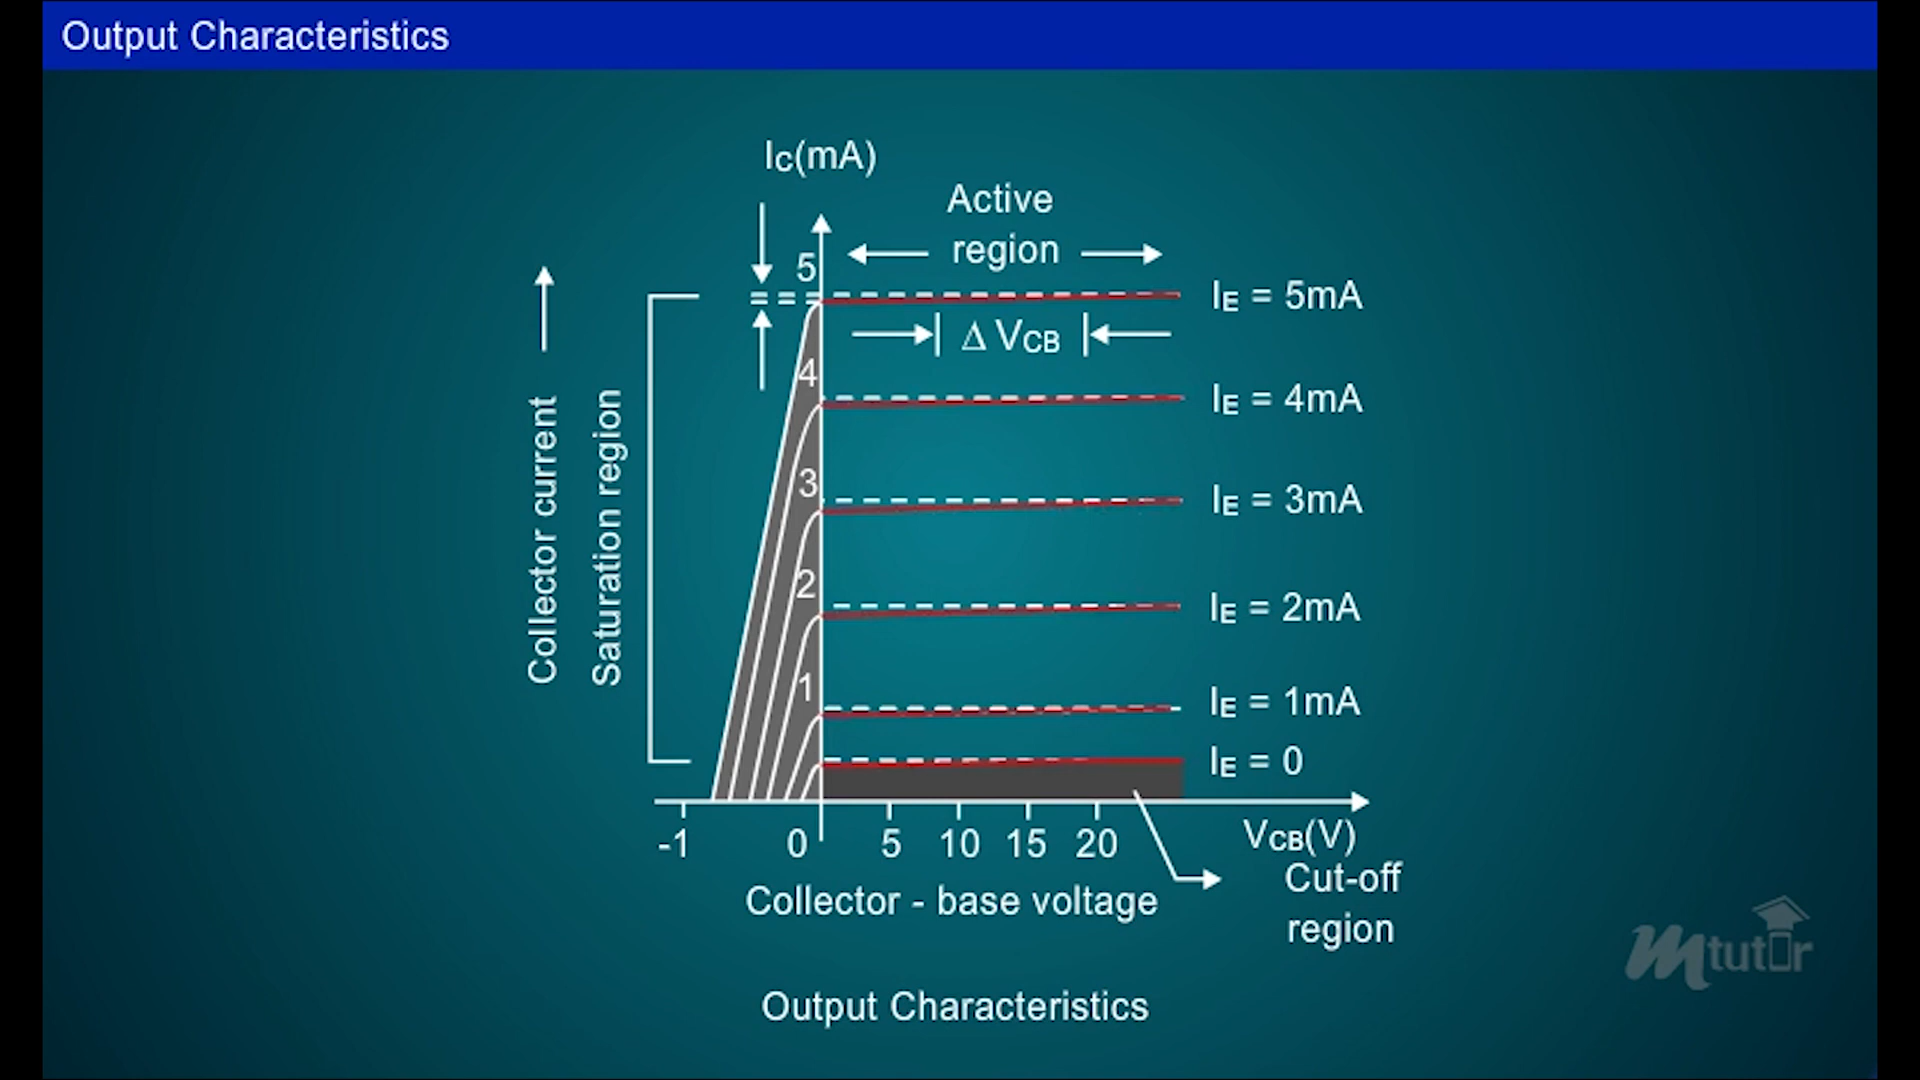 Output Characteristics
IC(mA)
Active
region
5
4
3
2
1
Δ VCB
IE = 5mA
IE = 4mA
IE = 3mA
IE = 2mA
IE = 1mA
IE = 0
Collector current
Saturation region
-1 0 5 10 15 20
VCB(V)
Collector - base voltage
Cut-off
region
Output Characteristics
mtutor